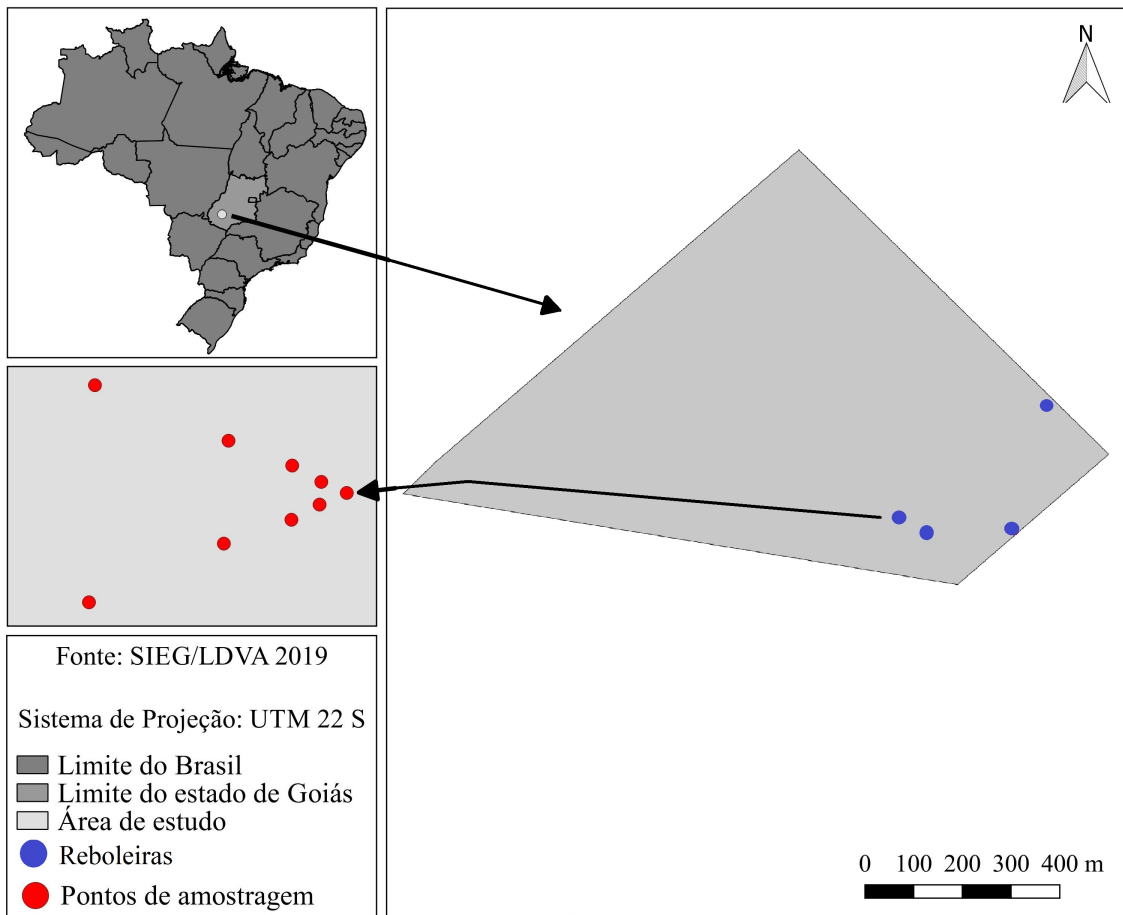 N
Fonte: SIEG/LDVA 2019
Sistema de Projeção: UTM 22 S
Limite do Brasil
Limite do estado de Goiás
Área de estudo
Reboleiras
Pontos de amostragem
0 100 200 300 400 m